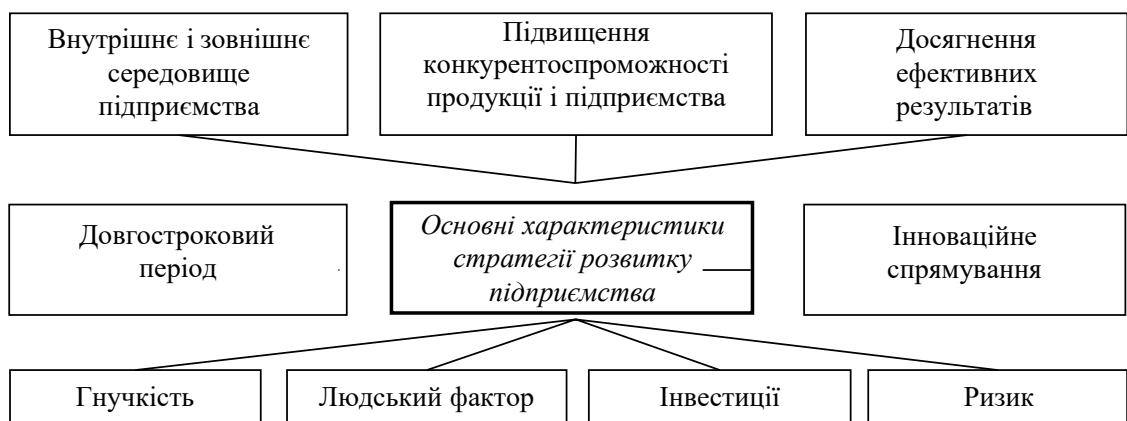 Внутрішнє і зовнішнє
середовище
підприємства
Підвищення
конкурентоспроможності
продукції і підприємства
Досягнення
ефективних
результатів
Довгостроковий
період
Основні характеристики
стратегії розвитку
підприємства
Інноваційне
спрямування
Гнучкість
Людський фактор
Інвестиції
Ризик